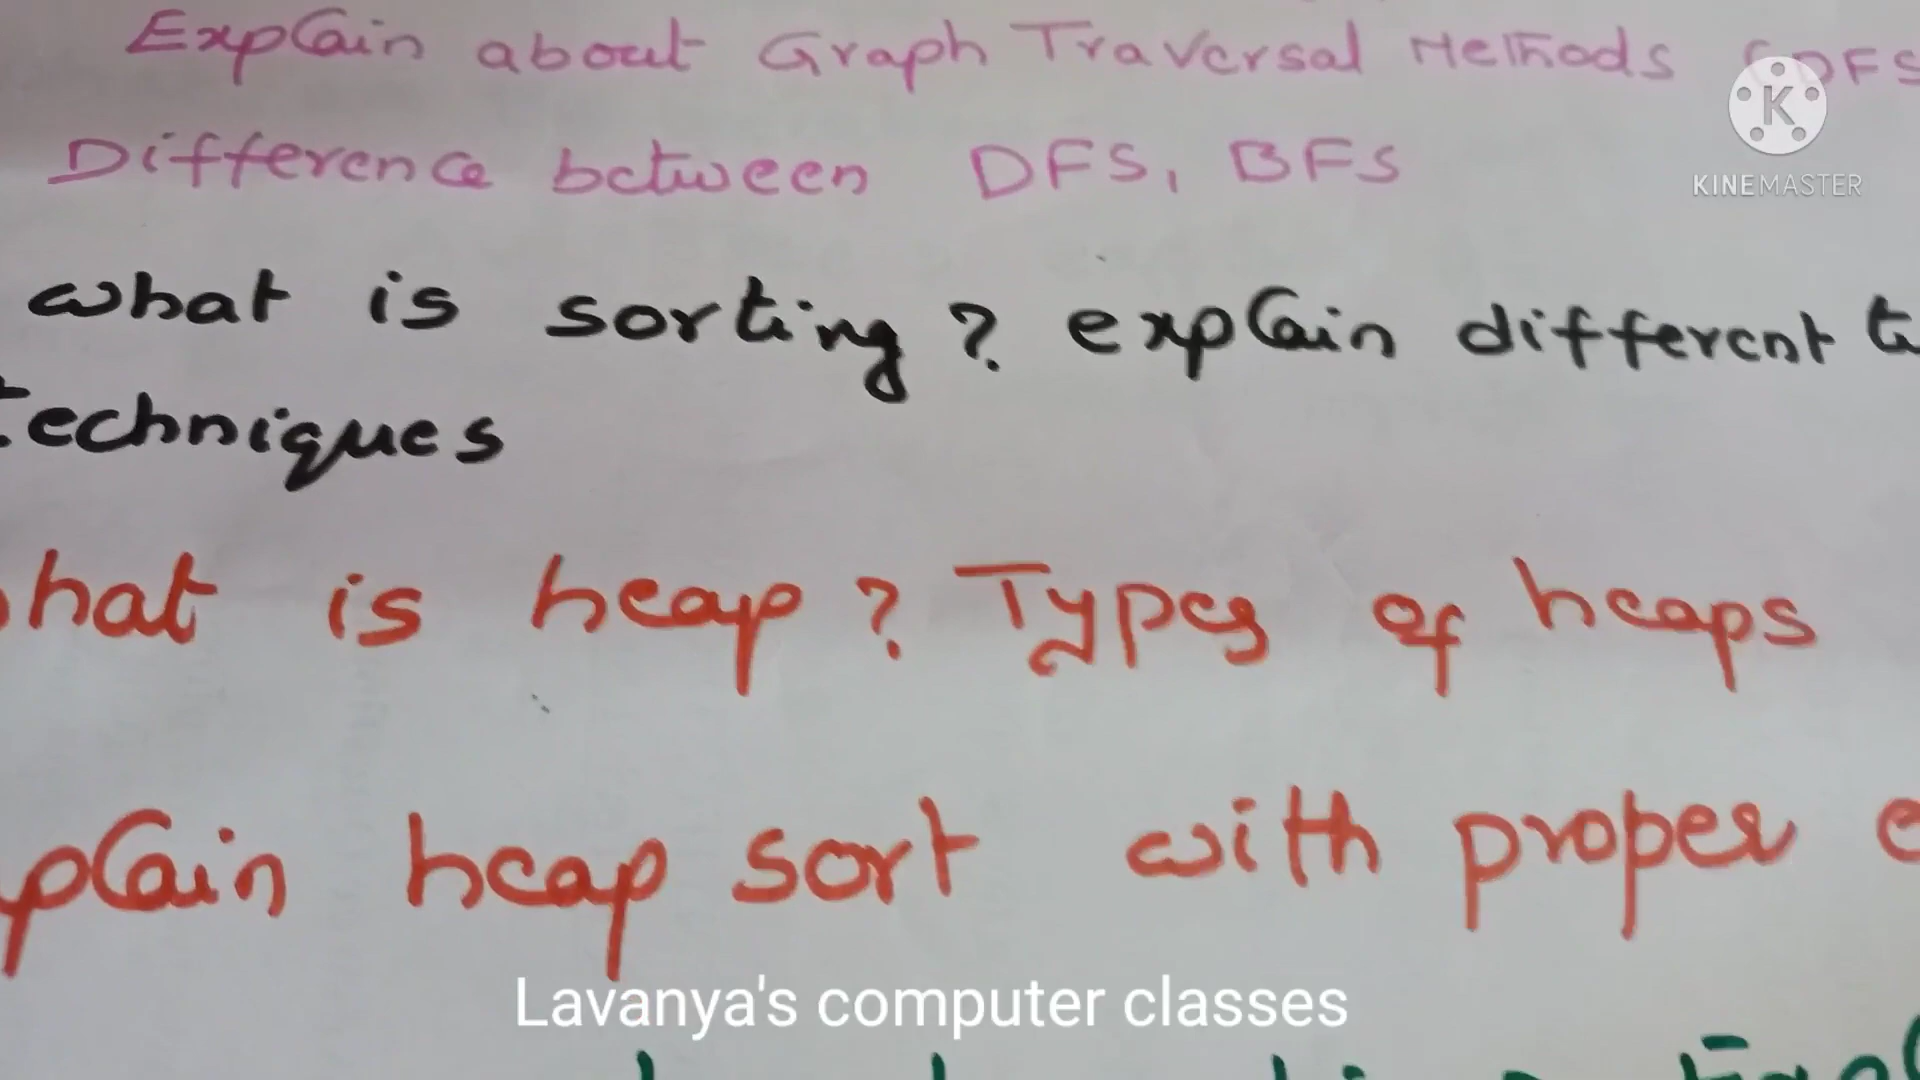 Explain about Graph Traversal Methods (DFS
Difference between DFS, BFS
KINEMASTER
what is sorting? explain different
techniques
hat is heap? Types of heaps
plain heap sort with proper e
Lavanya's computer classes